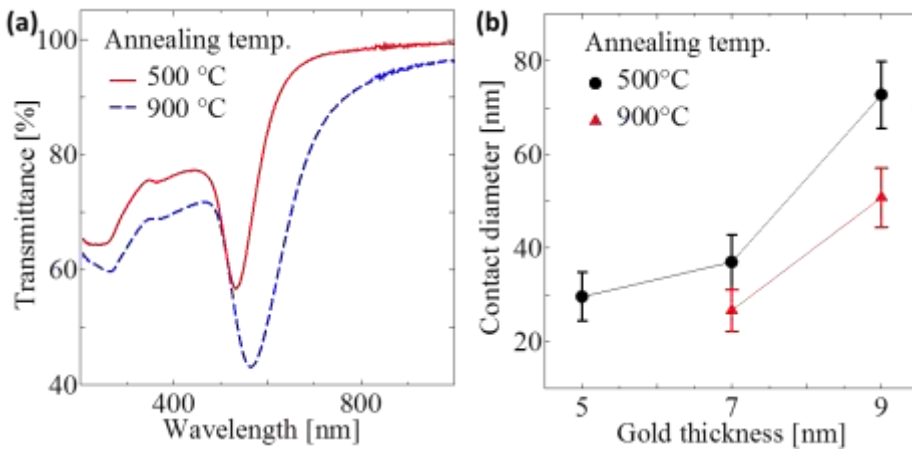 (a)
Annealing temp.
500 °C
900 °C
Transmittance [%]
100
80
60
40
400
600
800
Wavelength [nm]
(b)
Annealing temp.
500°C
900°C
Contact diameter [nm]
80
60
40
20
5
7
9
Gold thickness [nm]